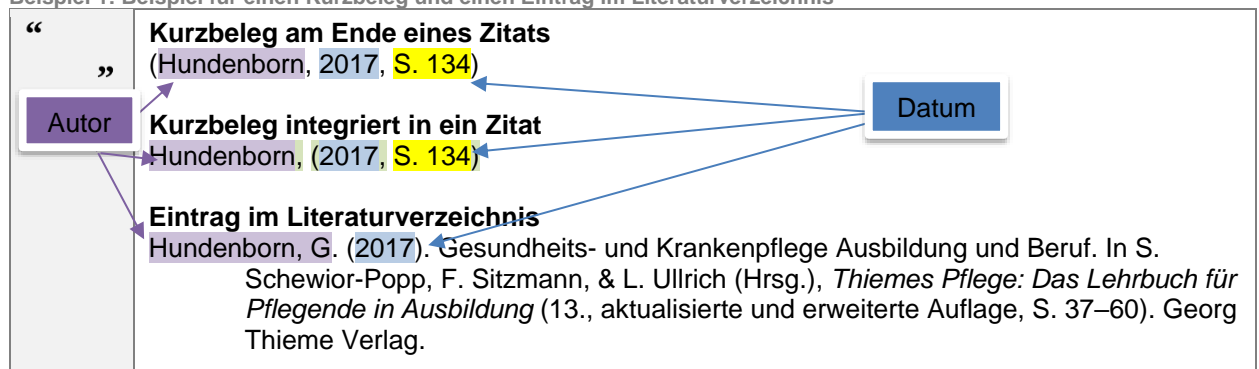 Beispiel 1: Beispiel für einen Kurzbeleg und einen Eintrag im Literaturverzeichnis
“
”
Kurzbeleg am Ende eines Zitats
(Hundenborn, 2017, S. 134)
Autor
Datum
Kurzbeleg integriert in ein Zitat
Hundenborn, (2017, S. 134)
Eintrag im Literaturverzeichnis
Hundenborn, G. (2017). Gesundheits- und Krankenpflege Ausbildung und Beruf. In S.
Schewior-Popp, F. Sitzmann, & L. Ullrich (Hrsg.), Thiemes Pflege: Das Lehrbuch für
Pflegende in Ausbildung (13., aktualisierte und erweiterte Auflage, S. 37–60). Georg
Thieme Verlag.